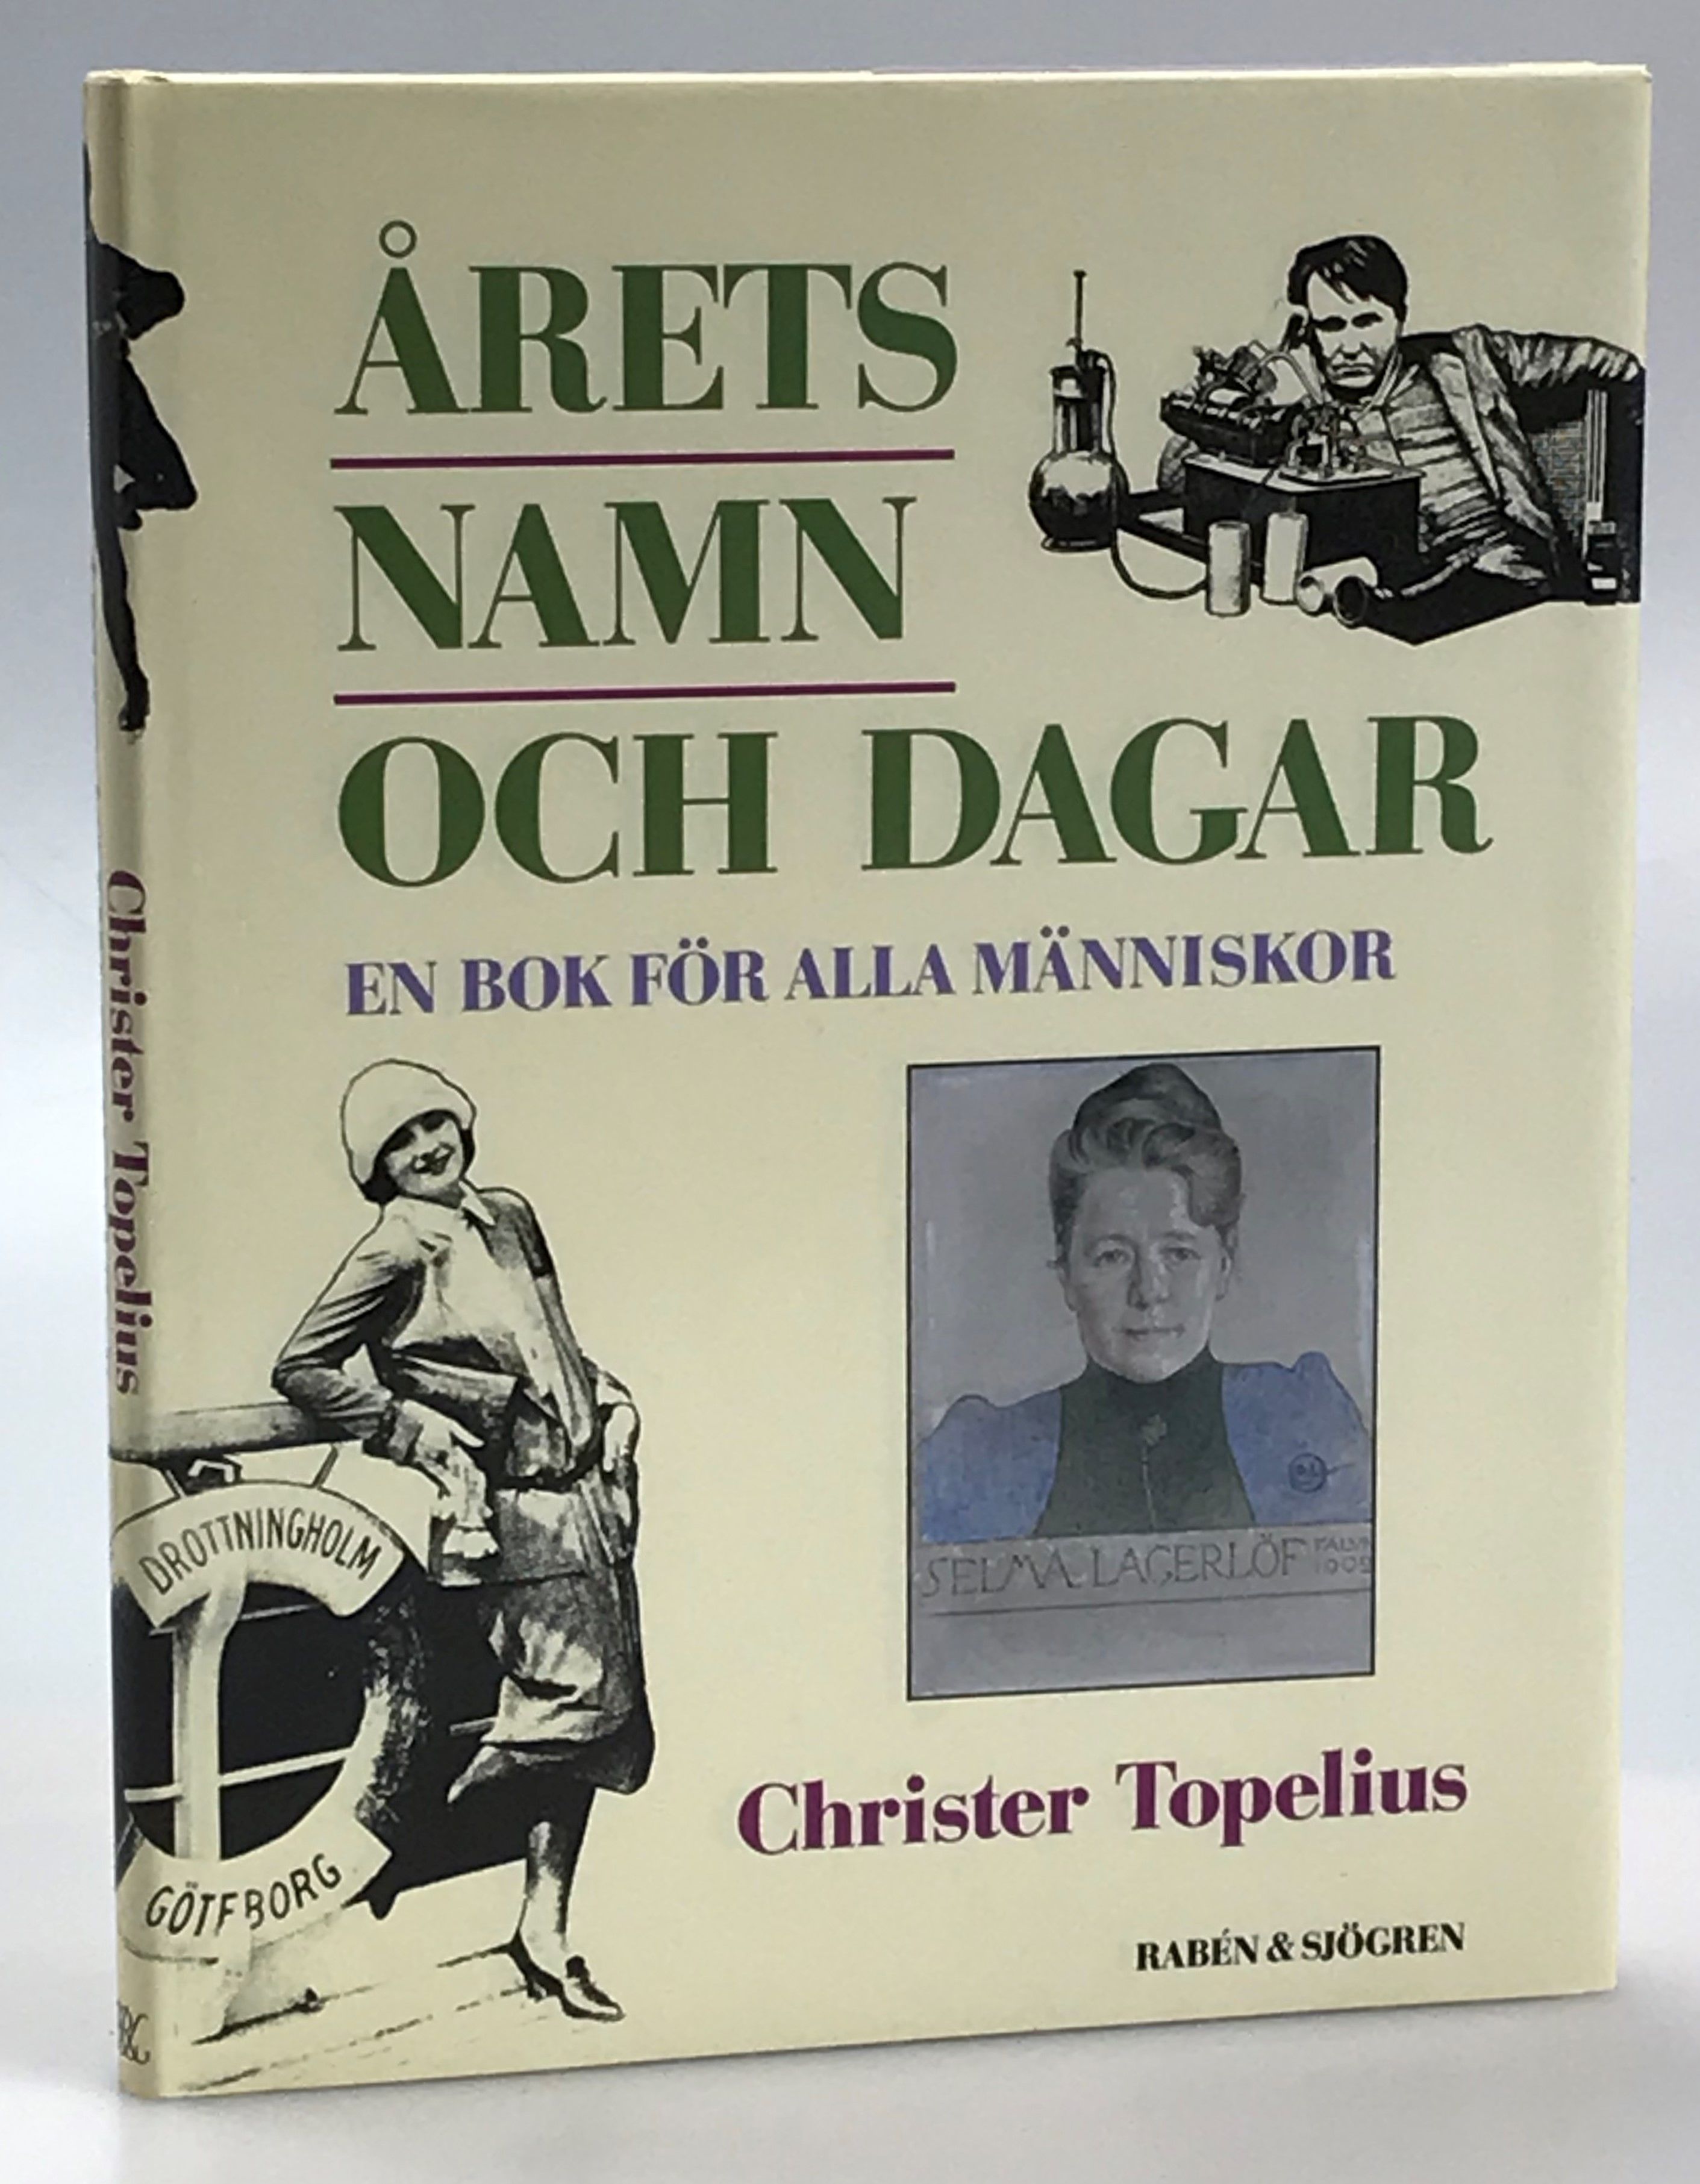 ÅRETS
NAMN
OCH DAGAR
EN BOK FÖR ALLA MÄNNISKOR
SELMA LAGERLÖF
DROTTNINGHOLM
GÖTEBORG
Christer Topelius
RABÉN & SJÖGREN
Christer Topelius